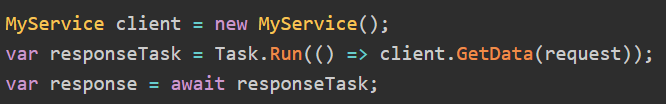 MyService client = new MyService();
var responseTask = Task.Run(() => client.GetData(request));
var response = await responseTask;